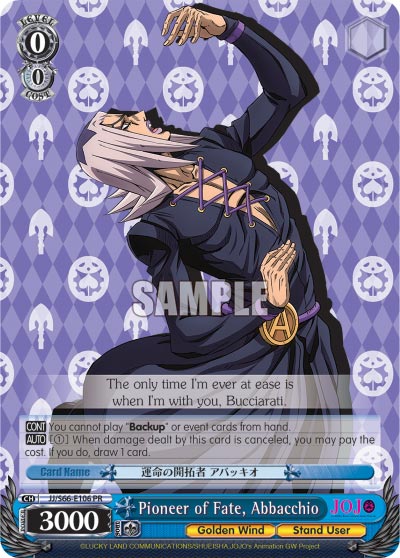 LEVEL
0
0
COST
SAMPLE
The only time I'm ever at ease is
when I'm with you, Bucciarati.
CONT You cannot play "Backup" or event cards from hand.
AUTO [①] When damage dealt by this card is canceled, you may pay
the cost. If you do, draw 1 card.
Card Name 運命の開拓者 アバッキオ
CH JJ/S66-E106 PR
3000
Pioneer of Fate, Abbacchio JOJO
Golden Wind Stand User
©LUCKY LAND COMMUNICATIONS/SHUEISHA,JOJO's Animation GW Project